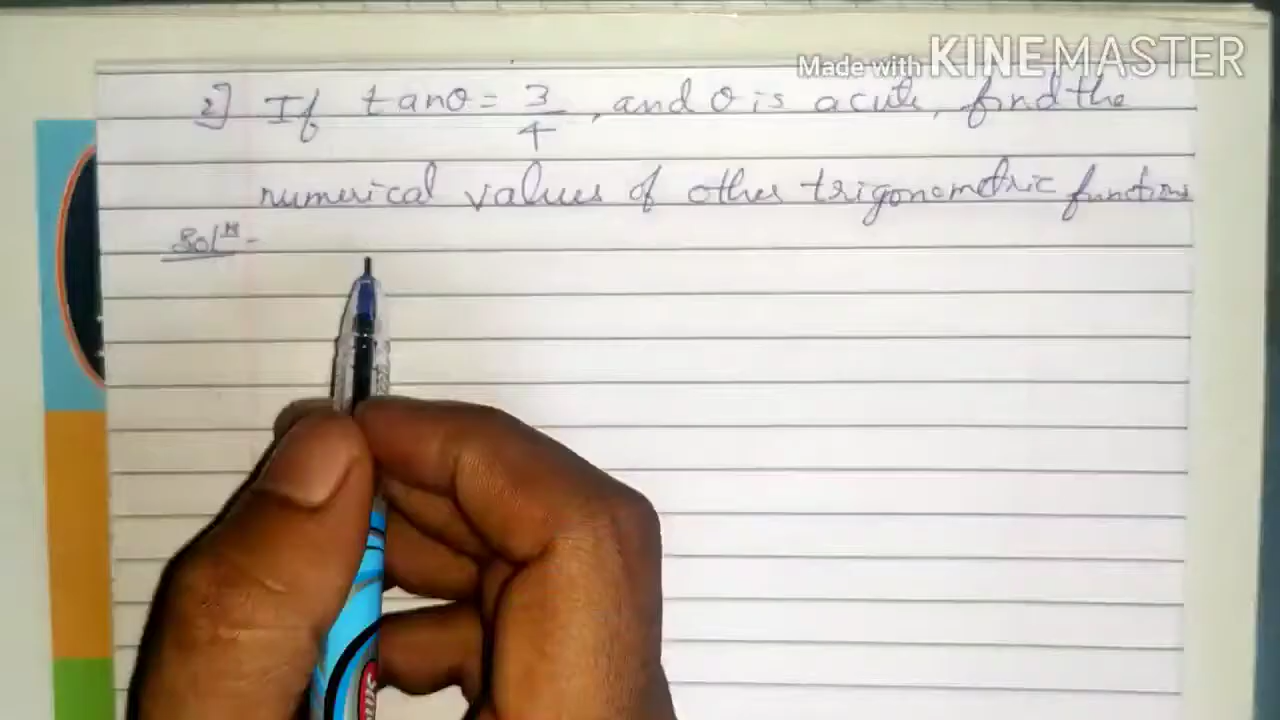 Made with KINEMASTER
2] If tanθ = 3/4, and θ is acute, find the
numerical values of other trigonometric functions
Solⁿ -